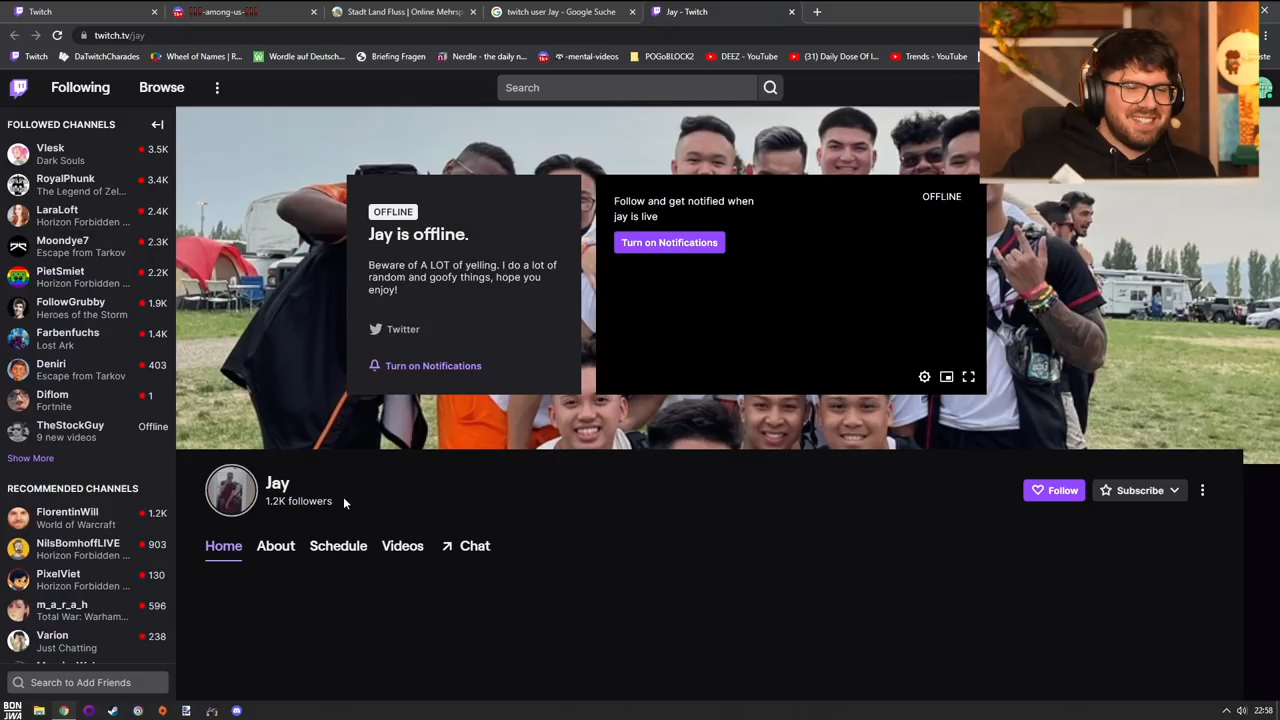 Twitch
-among-us-
Stadt Land Fluss | Online Mehrsp
twitch user Jay - Google Suche
Jay - Twitch
twitch.tv/jay
Twitch
DaTwitchCharades
Wheel of Names | R...
Wordle auf Deutsch...
Briefing Fragen
Nerdle - the daily n...
-mental-videos
POGoBLOCK2
DEEZ - YouTube
(31) Daily Dose Of I...
Trends - YouTube
Following
Browse
Search
FOLLOWED CHANNELS
Vlesk
3.5K
Dark Souls
RoyalPhunk
3.4K
The Legend of Zel...
LaraLoft
2.4K
Horizon Forbidden ...
Moondye7
2.3K
Escape from Tarkov
PietSmiet
2.2K
Horizon Forbidden ...
FollowGrubby
1.9K
Heroes of the Storm
Farbenfuchs
1.4K
Lost Ark
Deniri
403
Escape from Tarkov
Diflom
1
Fortnite
TheStockGuy
Offline
9 new videos
Show More
RECOMMENDED CHANNELS
FlorentinWill
1.2K
World of Warcraft
NilsBomhoffLIVE
903
Horizon Forbidden ...
PixelViet
130
Horizon Forbidden ...
m_a_r_a_h
596
Total War: Warham...
Varion
238
Just Chatting
Search to Add Friends
OFFLINE
Jay is offline.
Beware of A LOT of yelling. I do a lot of
random and goofy things, hope you
enjoy!
Twitter
Turn on Notifications
Follow and get notified when
jay is live
Turn on Notifications
OFFLINE
Jay
1.2K followers
Follow
Subscribe
Home
About
Schedule
Videos
Chat
BON
JWA
22:58